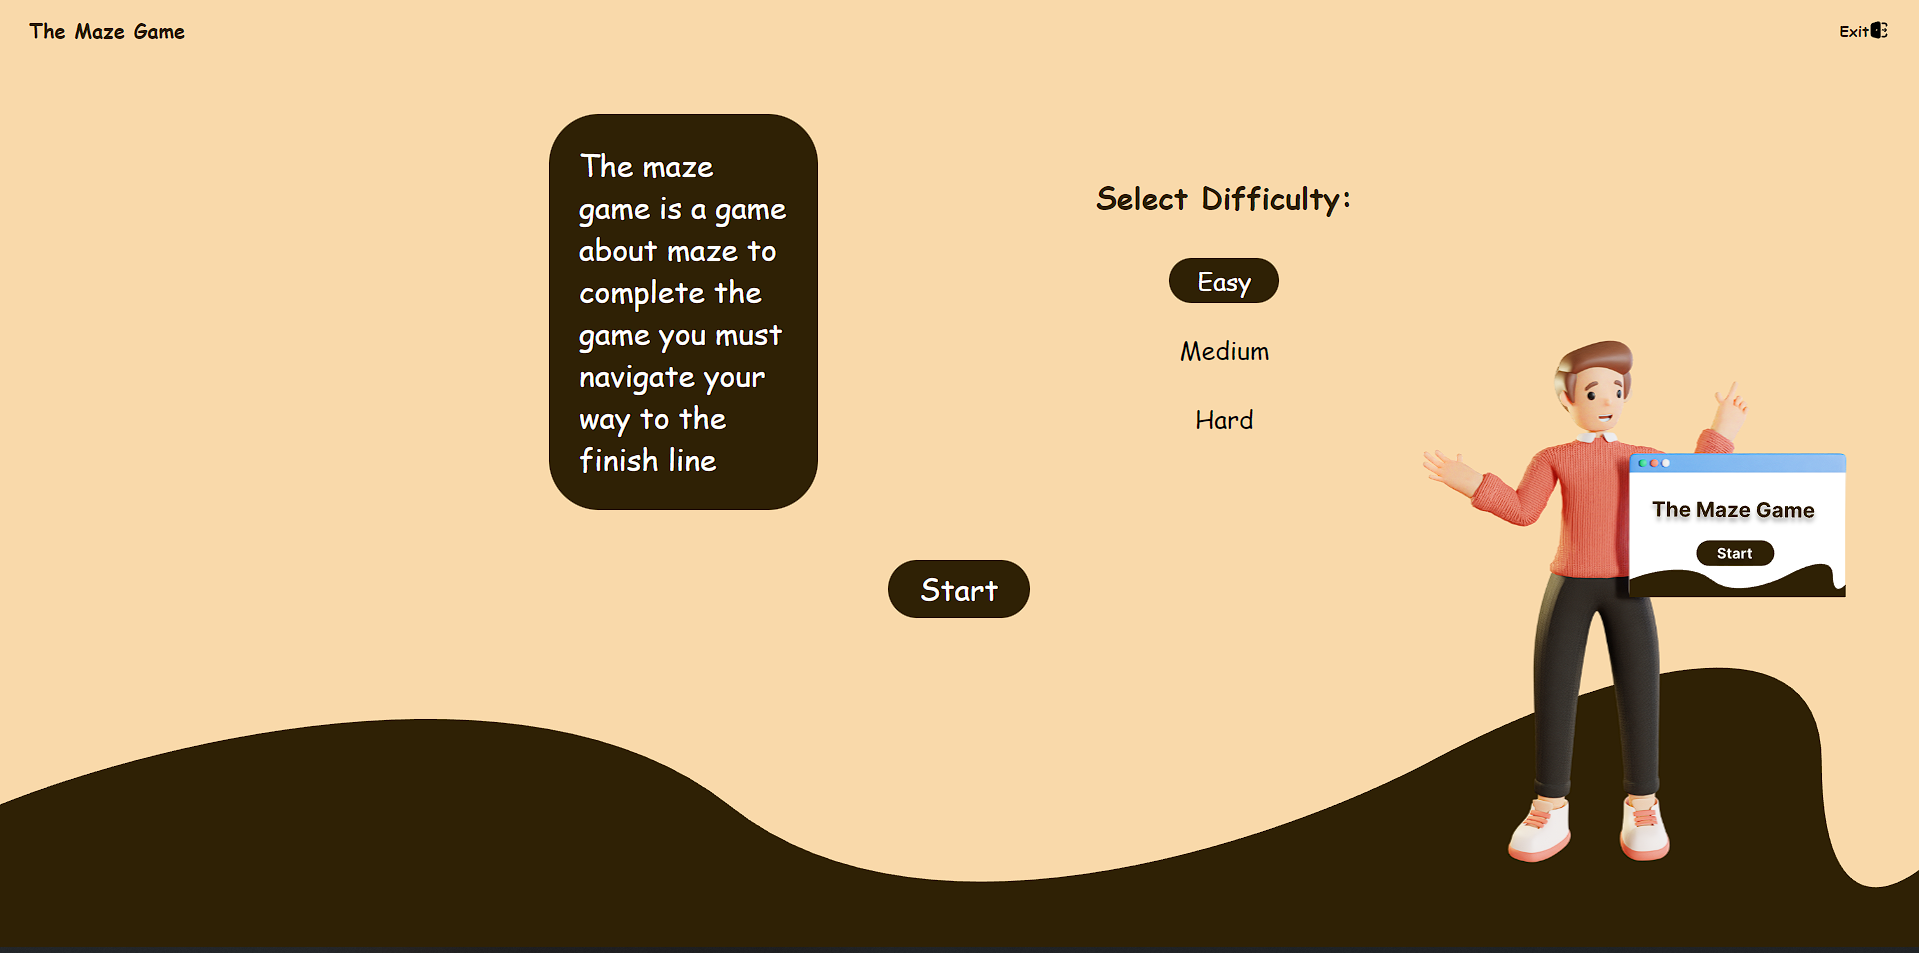 The Maze Game
Exit
The maze
game is a game
about maze to
complete the
game you must
navigate your
way to the
finish line
Select Difficulty:
Easy
Medium
Hard
Start
The Maze Game
Start